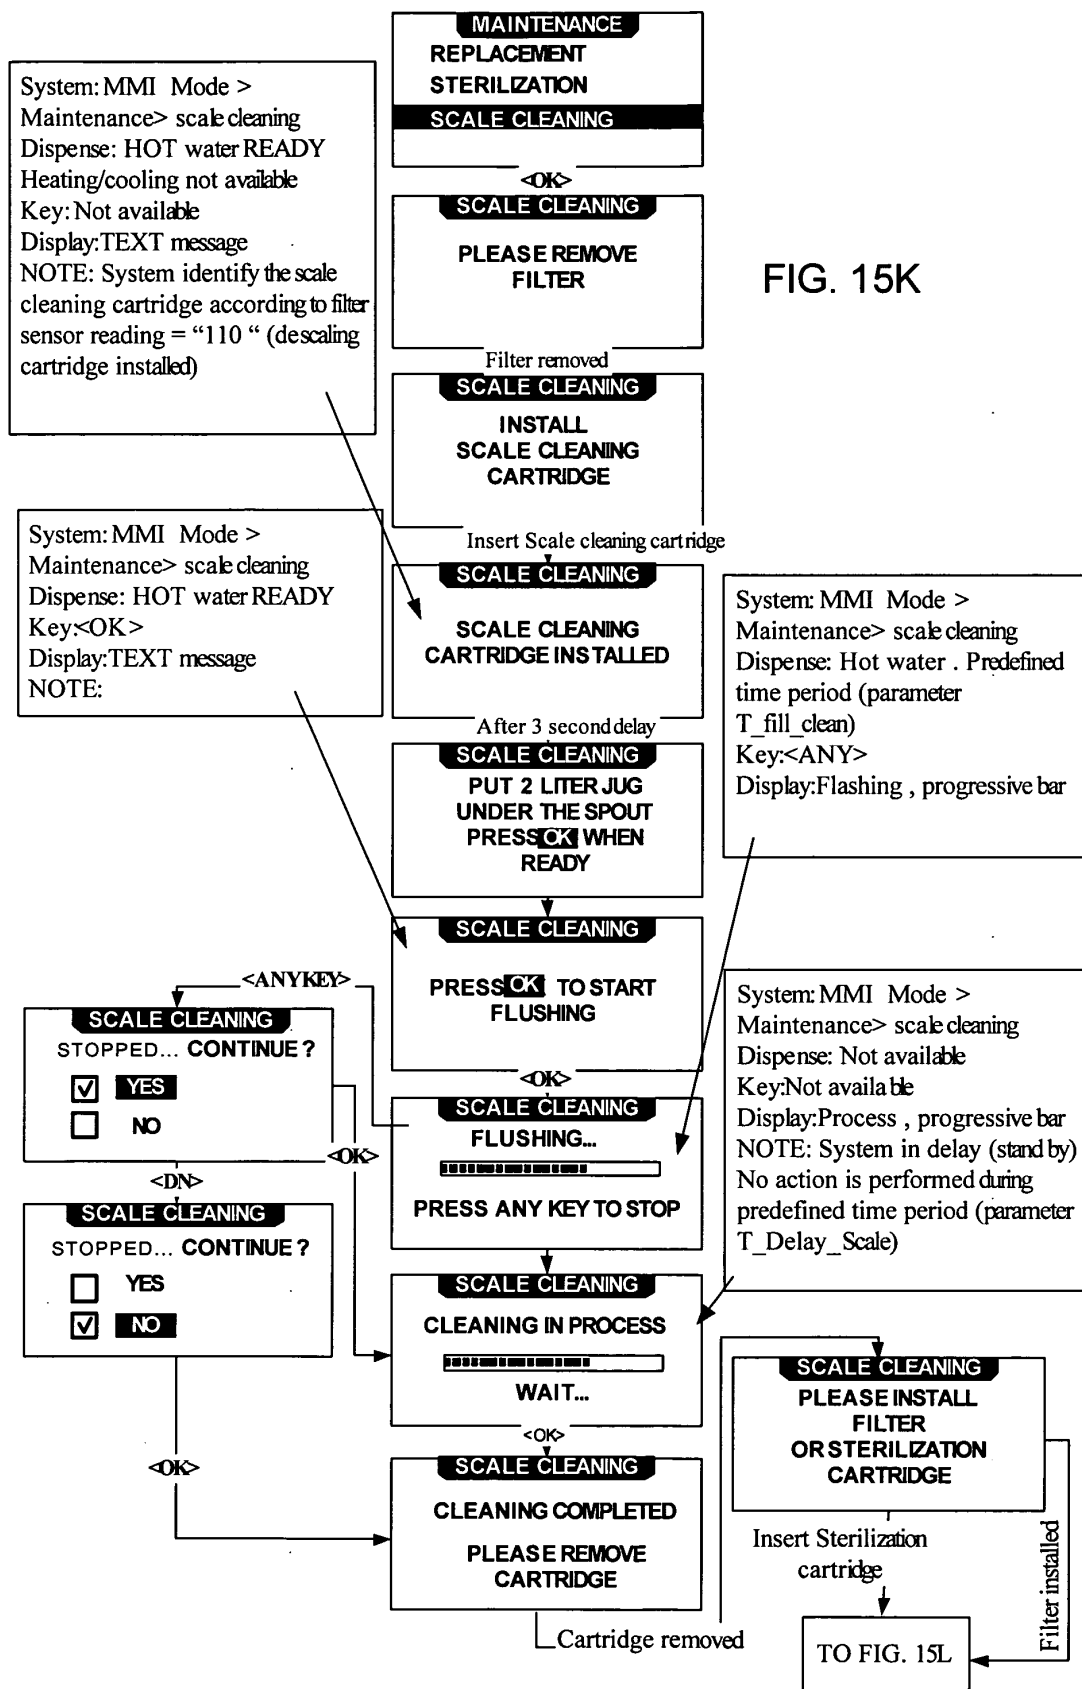 MAINTENANCE
REPLACEMENT
STERILIZATION
SCALE CLEANING
<OK>
System: MMI Mode >
Maintenance> scale cleaning
Dispense: HOT water READY
Heating/cooling not available
Key: Not available
Display:TEXT message
NOTE: System identify the scale
cleaning cartridge according to filter
sensor reading = “110 “ (descaling
cartridge installed)
SCALE CLEANING
PLEASE REMOVE
FILTER
FIG. 15K
Filter removed
SCALE CLEANING
INSTALL
SCALE CLEANING
CARTRIDGE
Insert Scale cleaning cartridge
System: MMI Mode >
Maintenance> scale cleaning
Dispense: HOT water READY
Key:<OK>
Display:TEXT message
NOTE:
SCALE CLEANING
SCALE CLEANING
CARTRIDGE INSTALLED
After 3 second delay
System: MMI Mode >
Maintenance> scale cleaning
Dispense: Hot water . Predefined
time period (parameter
T_fill_clean)
Key:<ANY>
Display:Flashing , progressive bar
SCALE CLEANING
PUT 2 LITER JUG
UNDER THE SPOUT
PRESS OK WHEN
READY
SCALE CLEANING
PRESS OK TO START
FLUSHING
<OK>
<ANYKEY>
SCALE CLEANING
STOPPED... CONTINUE?
YES
NO
<OK>
<DN>
SCALE CLEANING
FLUSHING...
PRESS ANY KEY TO STOP
System: MMI Mode >
Maintenance> scale cleaning
Dispense: Not available
Key:Not available
Display:Process , progressive bar
NOTE: System in delay (stand by)
No action is performed during
predefined time period (parameter
T_Delay_Scale)
SCALE CLEANING
STOPPED... CONTINUE?
YES
NO
<OK>
SCALE CLEANING
CLEANING IN PROCESS
WAIT...
<OK>
SCALE CLEANING
CLEANING COMPLETED
PLEASE REMOVE
CARTRIDGE
Cartridge removed
SCALE CLEANING
PLEASE INSTALL
FILTER
OR STERILIZATION
CARTRIDGE
Insert Sterilization
cartridge
Filter installed
TO FIG. 15L